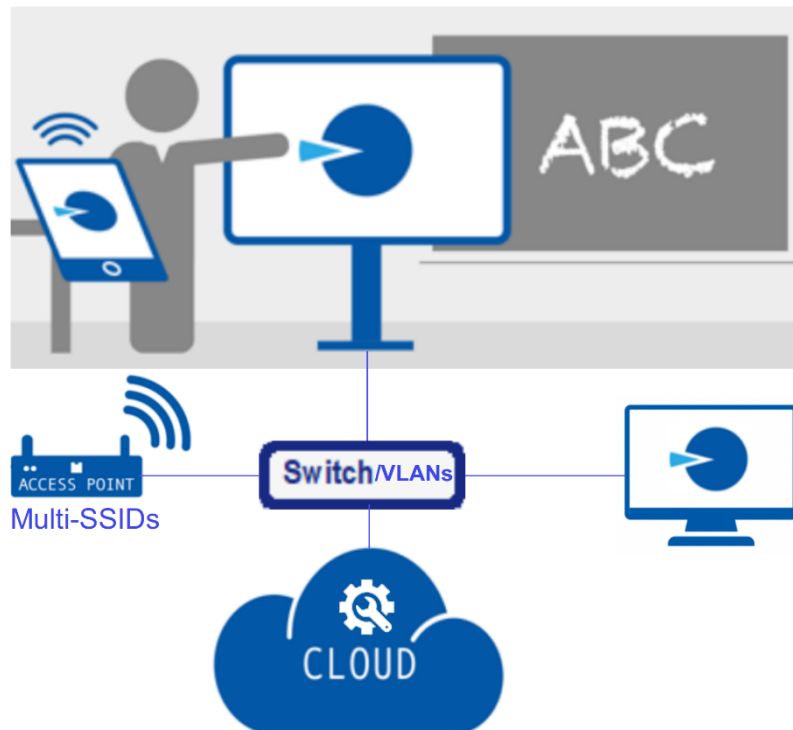 ABC
ACCESS POINT
Switch/VLANs
Multi-SSIDs
CLOUD